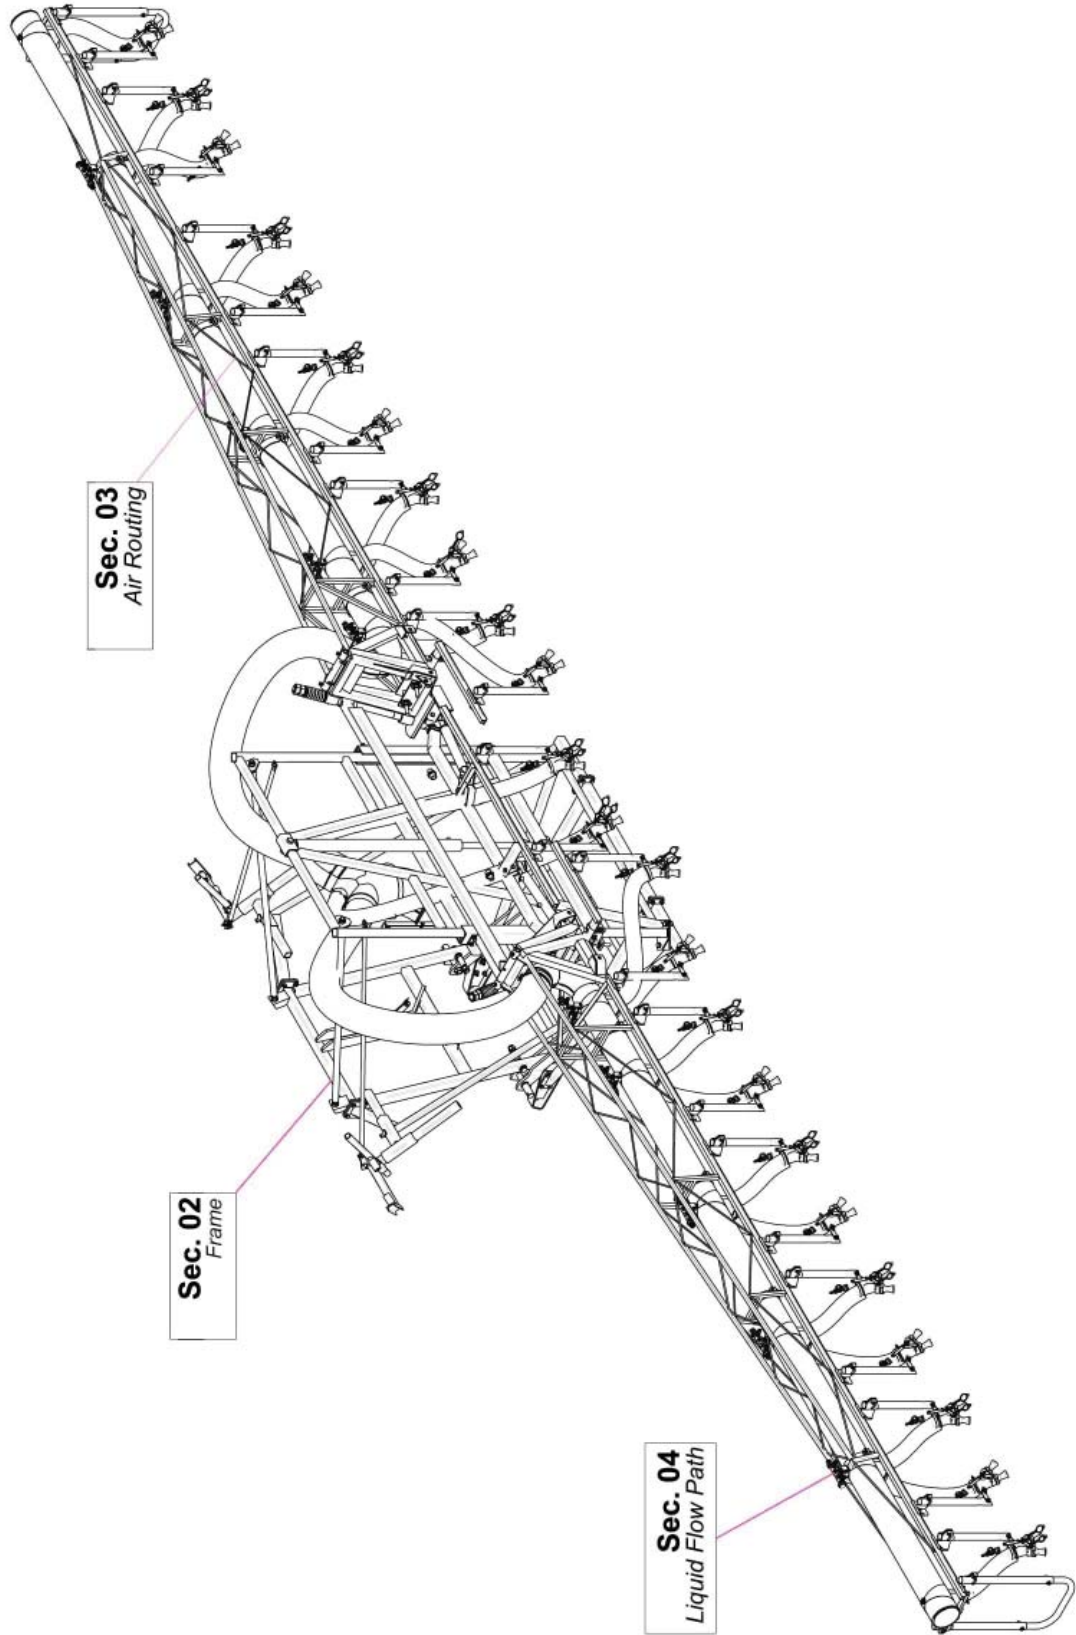 Sec. 03
Air Routing
Sec. 02
Frame
Sec. 04
Liquid Flow Path